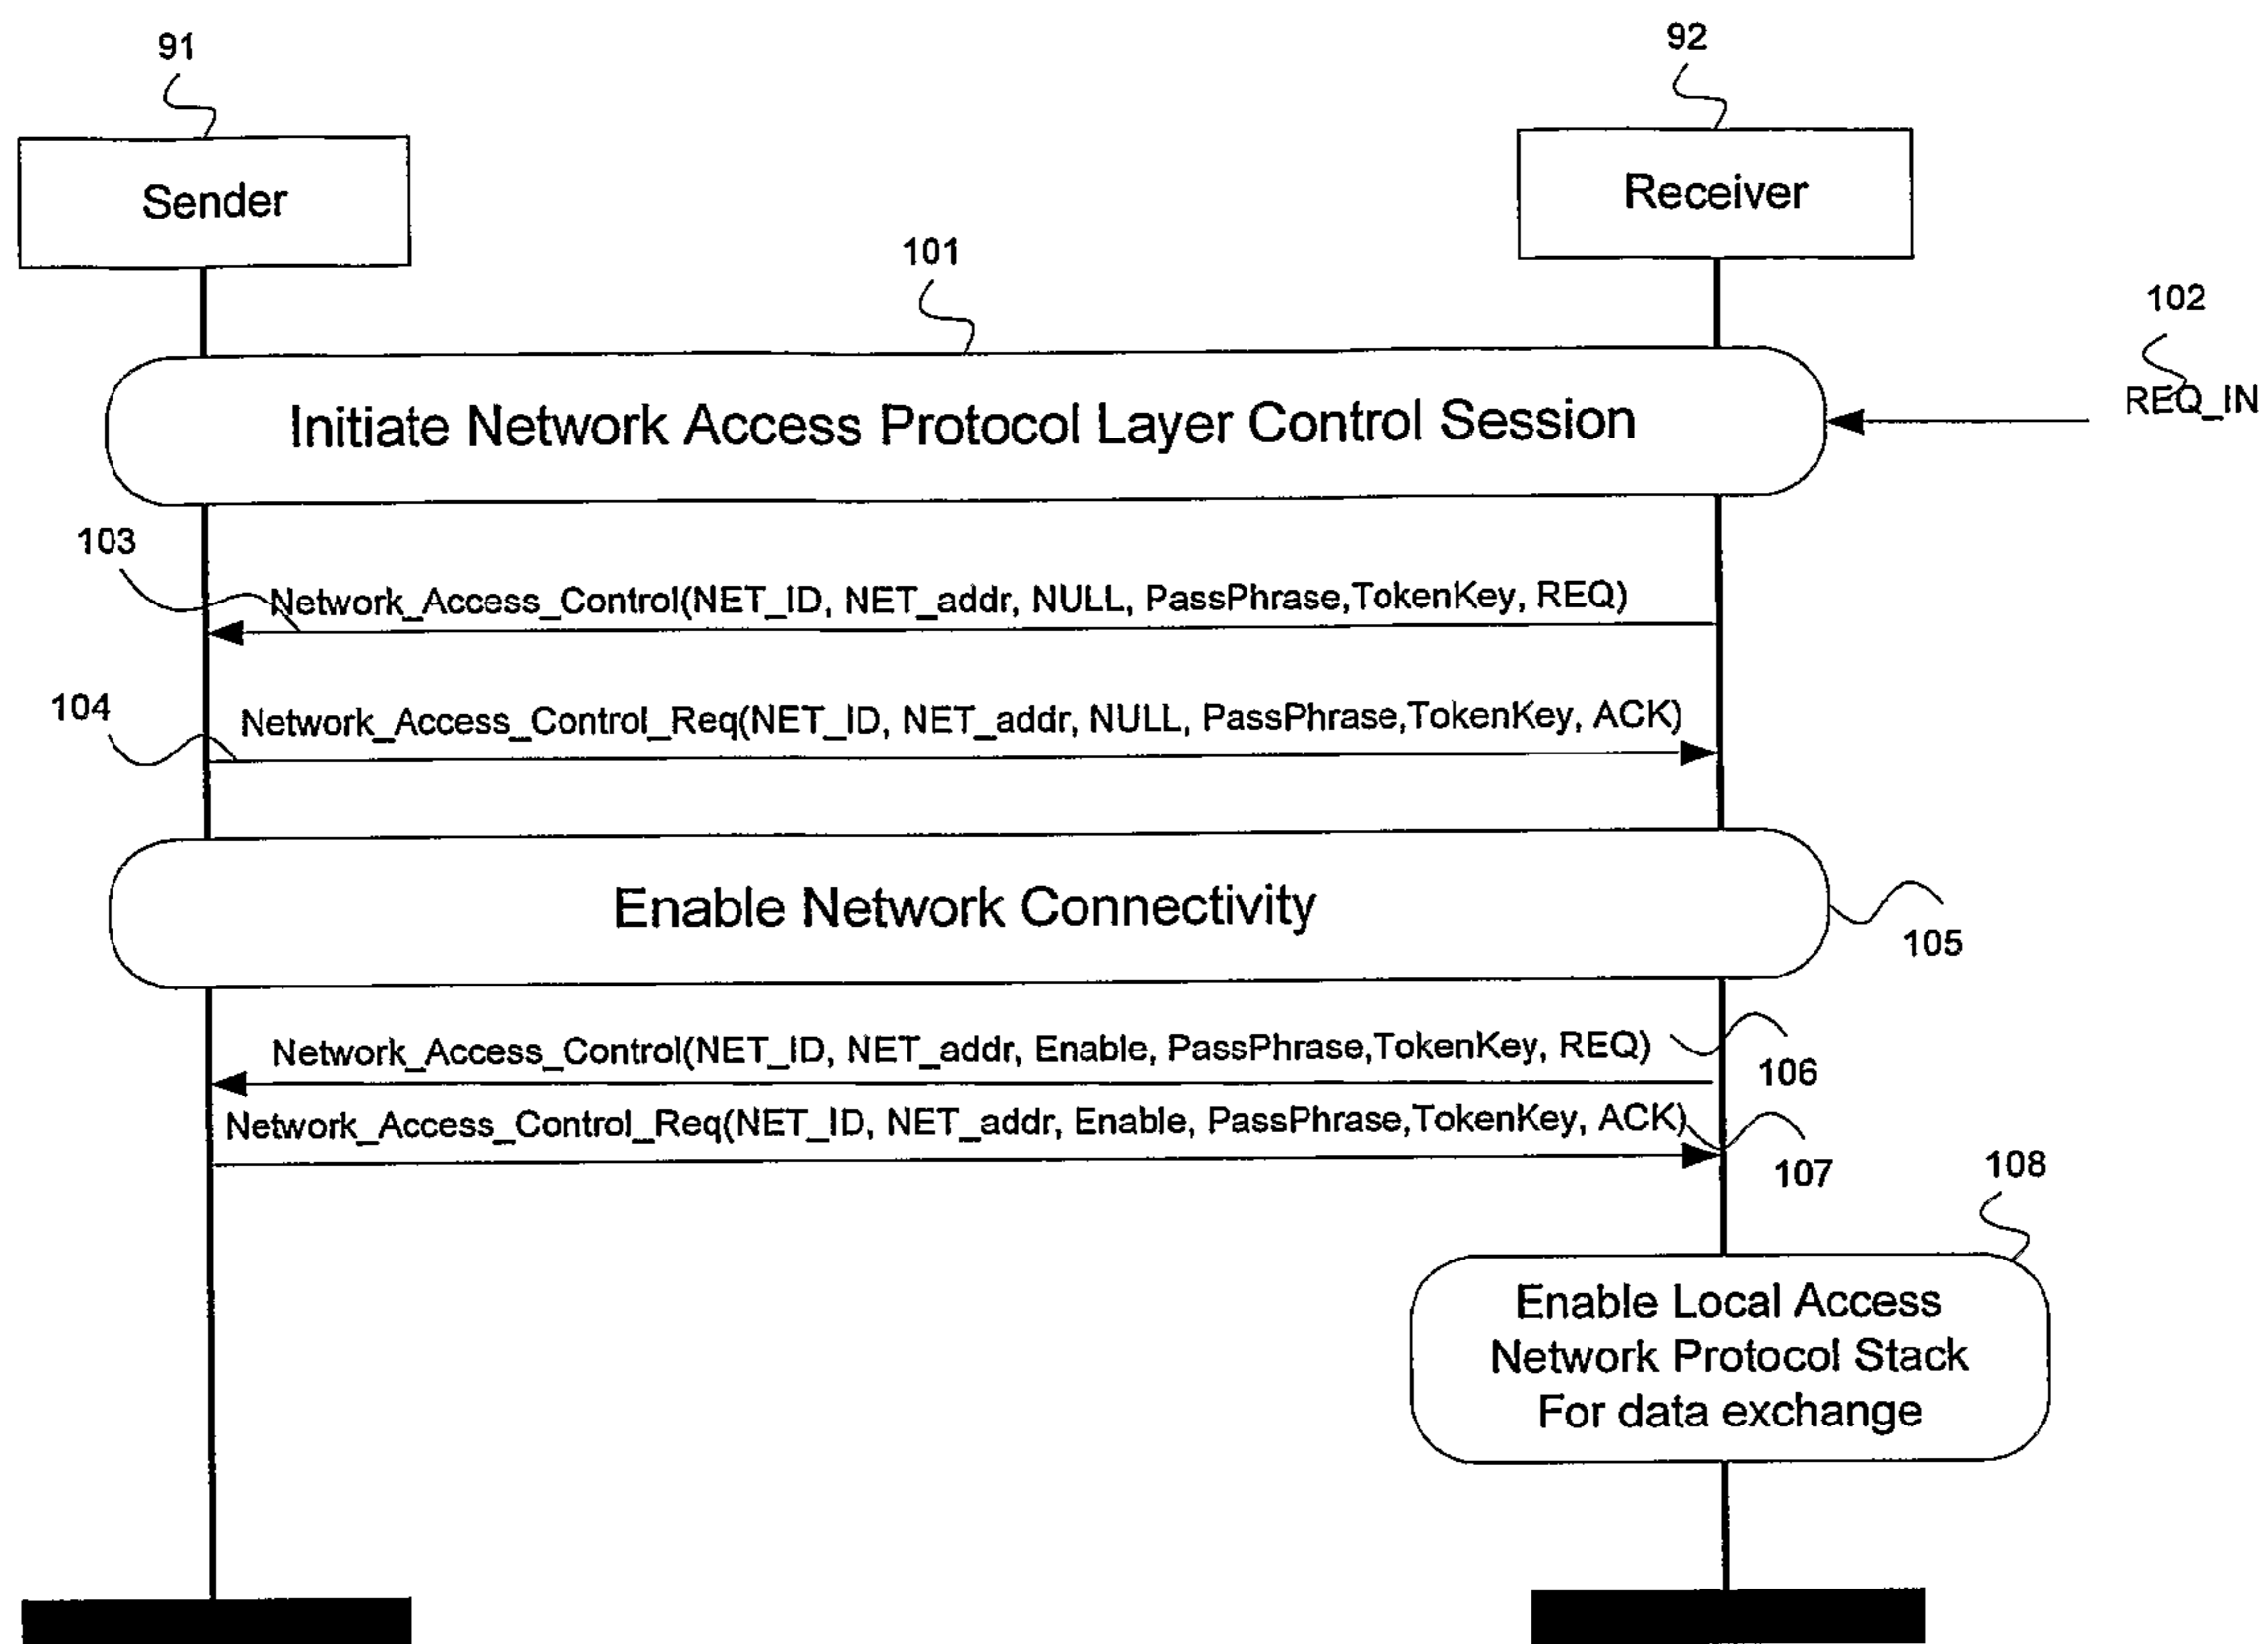 91
92
Sender
Receiver
101
102
REQ_IN
Initiate Network Access Protocol Layer Control Session
103
Network_Access_Control(NET_ID, NET_addr, NULL, PassPhrase,TokenKey, REQ)
104
Network_Access_Control_Req(NET_ID, NET_addr, NULL, PassPhrase,TokenKey, ACK)
Enable Network Connectivity
105
Network_Access_Control(NET_ID, NET_addr, Enable, PassPhrase,TokenKey, REQ)
106
Network_Access_Control_Req(NET_ID, NET_addr, Enable, PassPhrase,TokenKey, ACK)
107
108
Enable Local Access
Network Protocol Stack
For data exchange